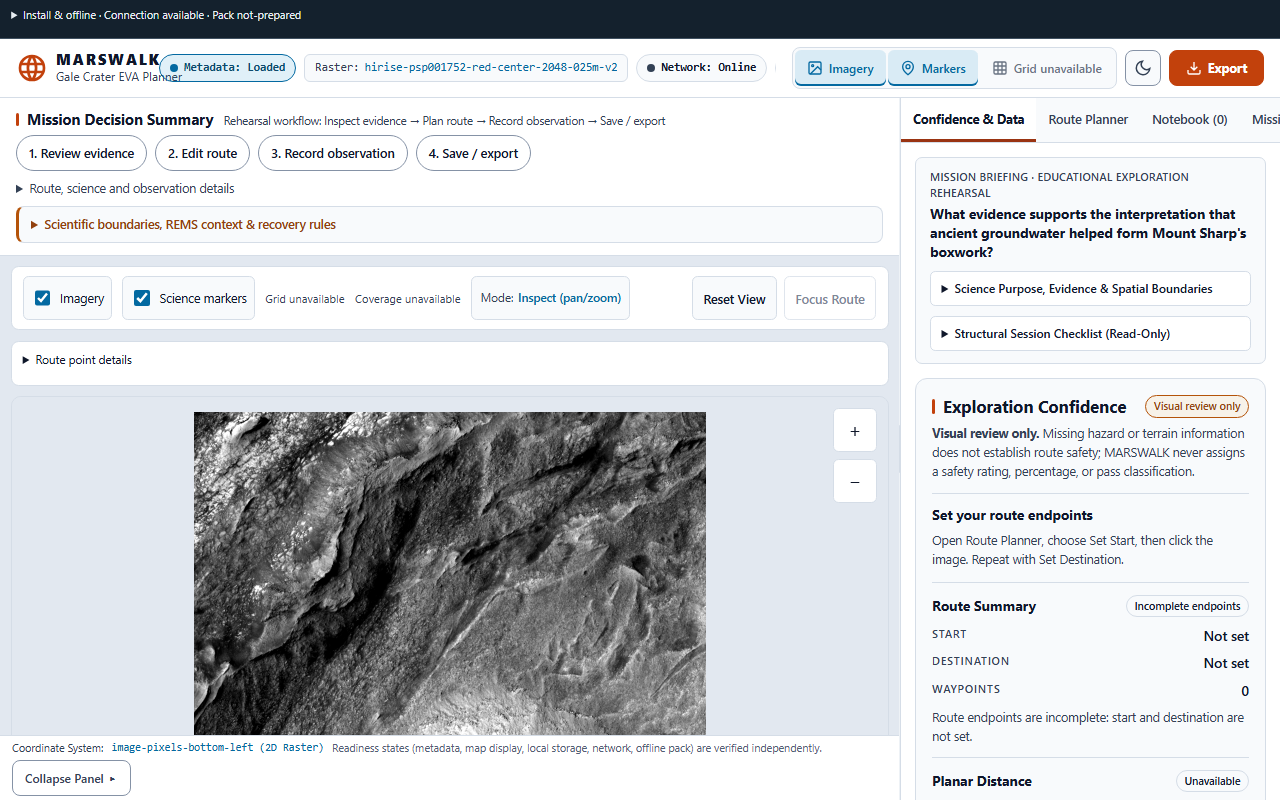 ▶ Install & offline · Connection available · Pack not-prepared
MARSWALK
Gale Crater EVA Planner
Metadata: Loaded
Raster: hirise-psp001752-red-center-2048-025m-v2
Network: Online
Imagery
Markers
Grid unavailable
Export
Mission Decision Summary
Rehearsal workflow: Inspect evidence → Plan route → Record observation → Save / export
1. Review evidence
2. Edit route
3. Record observation
4. Save / export
▶ Route, science and observation details
▶ Scientific boundaries, REMS context & recovery rules
Imagery
Science markers
Grid unavailable
Coverage unavailable
Mode: Inspect (pan/zoom)
Reset View
Focus Route
▶ Route point details
+
−
Coordinate System: image-pixels-bottom-left (2D Raster) Readiness states (metadata, map display, local storage, network, offline pack) are verified independently.
Collapse Panel ▸
Confidence & Data
Route Planner
Notebook (0)
Missi
MISSION BRIEFING · EDUCATIONAL EXPLORATION
REHEARSAL
What evidence supports the interpretation that
ancient groundwater helped form Mount Sharp's
boxwork?
▶ Science Purpose, Evidence & Spatial Boundaries
▶ Structural Session Checklist (Read-Only)
Exploration Confidence
Visual review only
Visual review only. Missing hazard or terrain information
does not establish route safety; MARSWALK never assigns
a safety rating, percentage, or pass classification.
Set your route endpoints
Open Route Planner, choose Set Start, then click the
image. Repeat with Set Destination.
Route Summary
Incomplete endpoints
START
Not set
DESTINATION
Not set
WAYPOINTS
0
Route endpoints are incomplete: start and destination are
not set.
Planar Distance
Unavailable